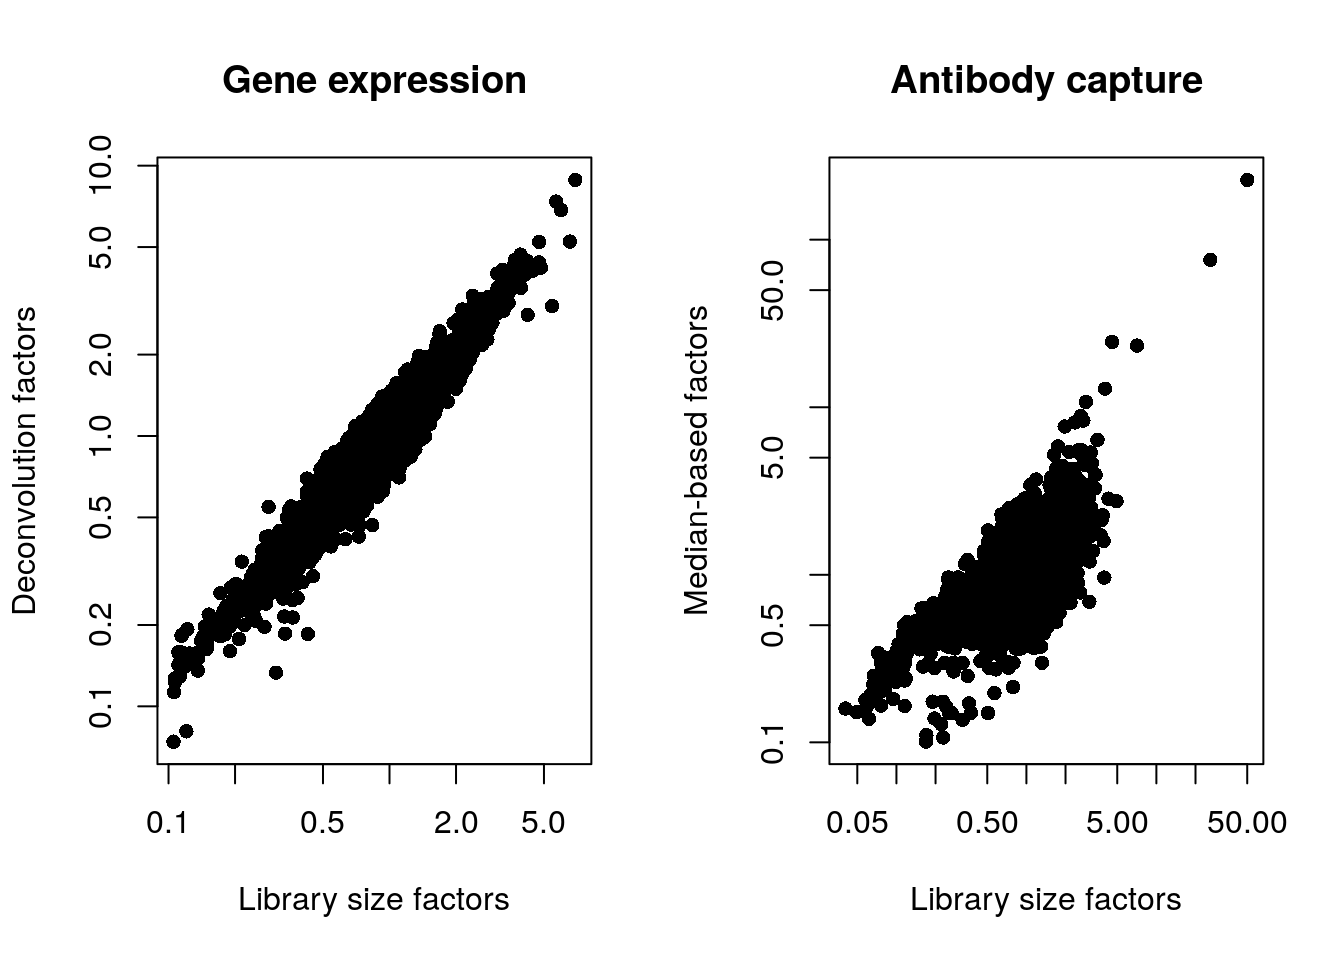 Gene expression
Deconvolution factors
10.0
5.0
2.0
1.0
0.5
0.2
0.1
0.1 0.5 2.0 5.0
Library size factors
Antibody capture
Median-based factors
50.0
5.0
0.5
0.1
0.05 0.50 5.00 50.00
Library size factors